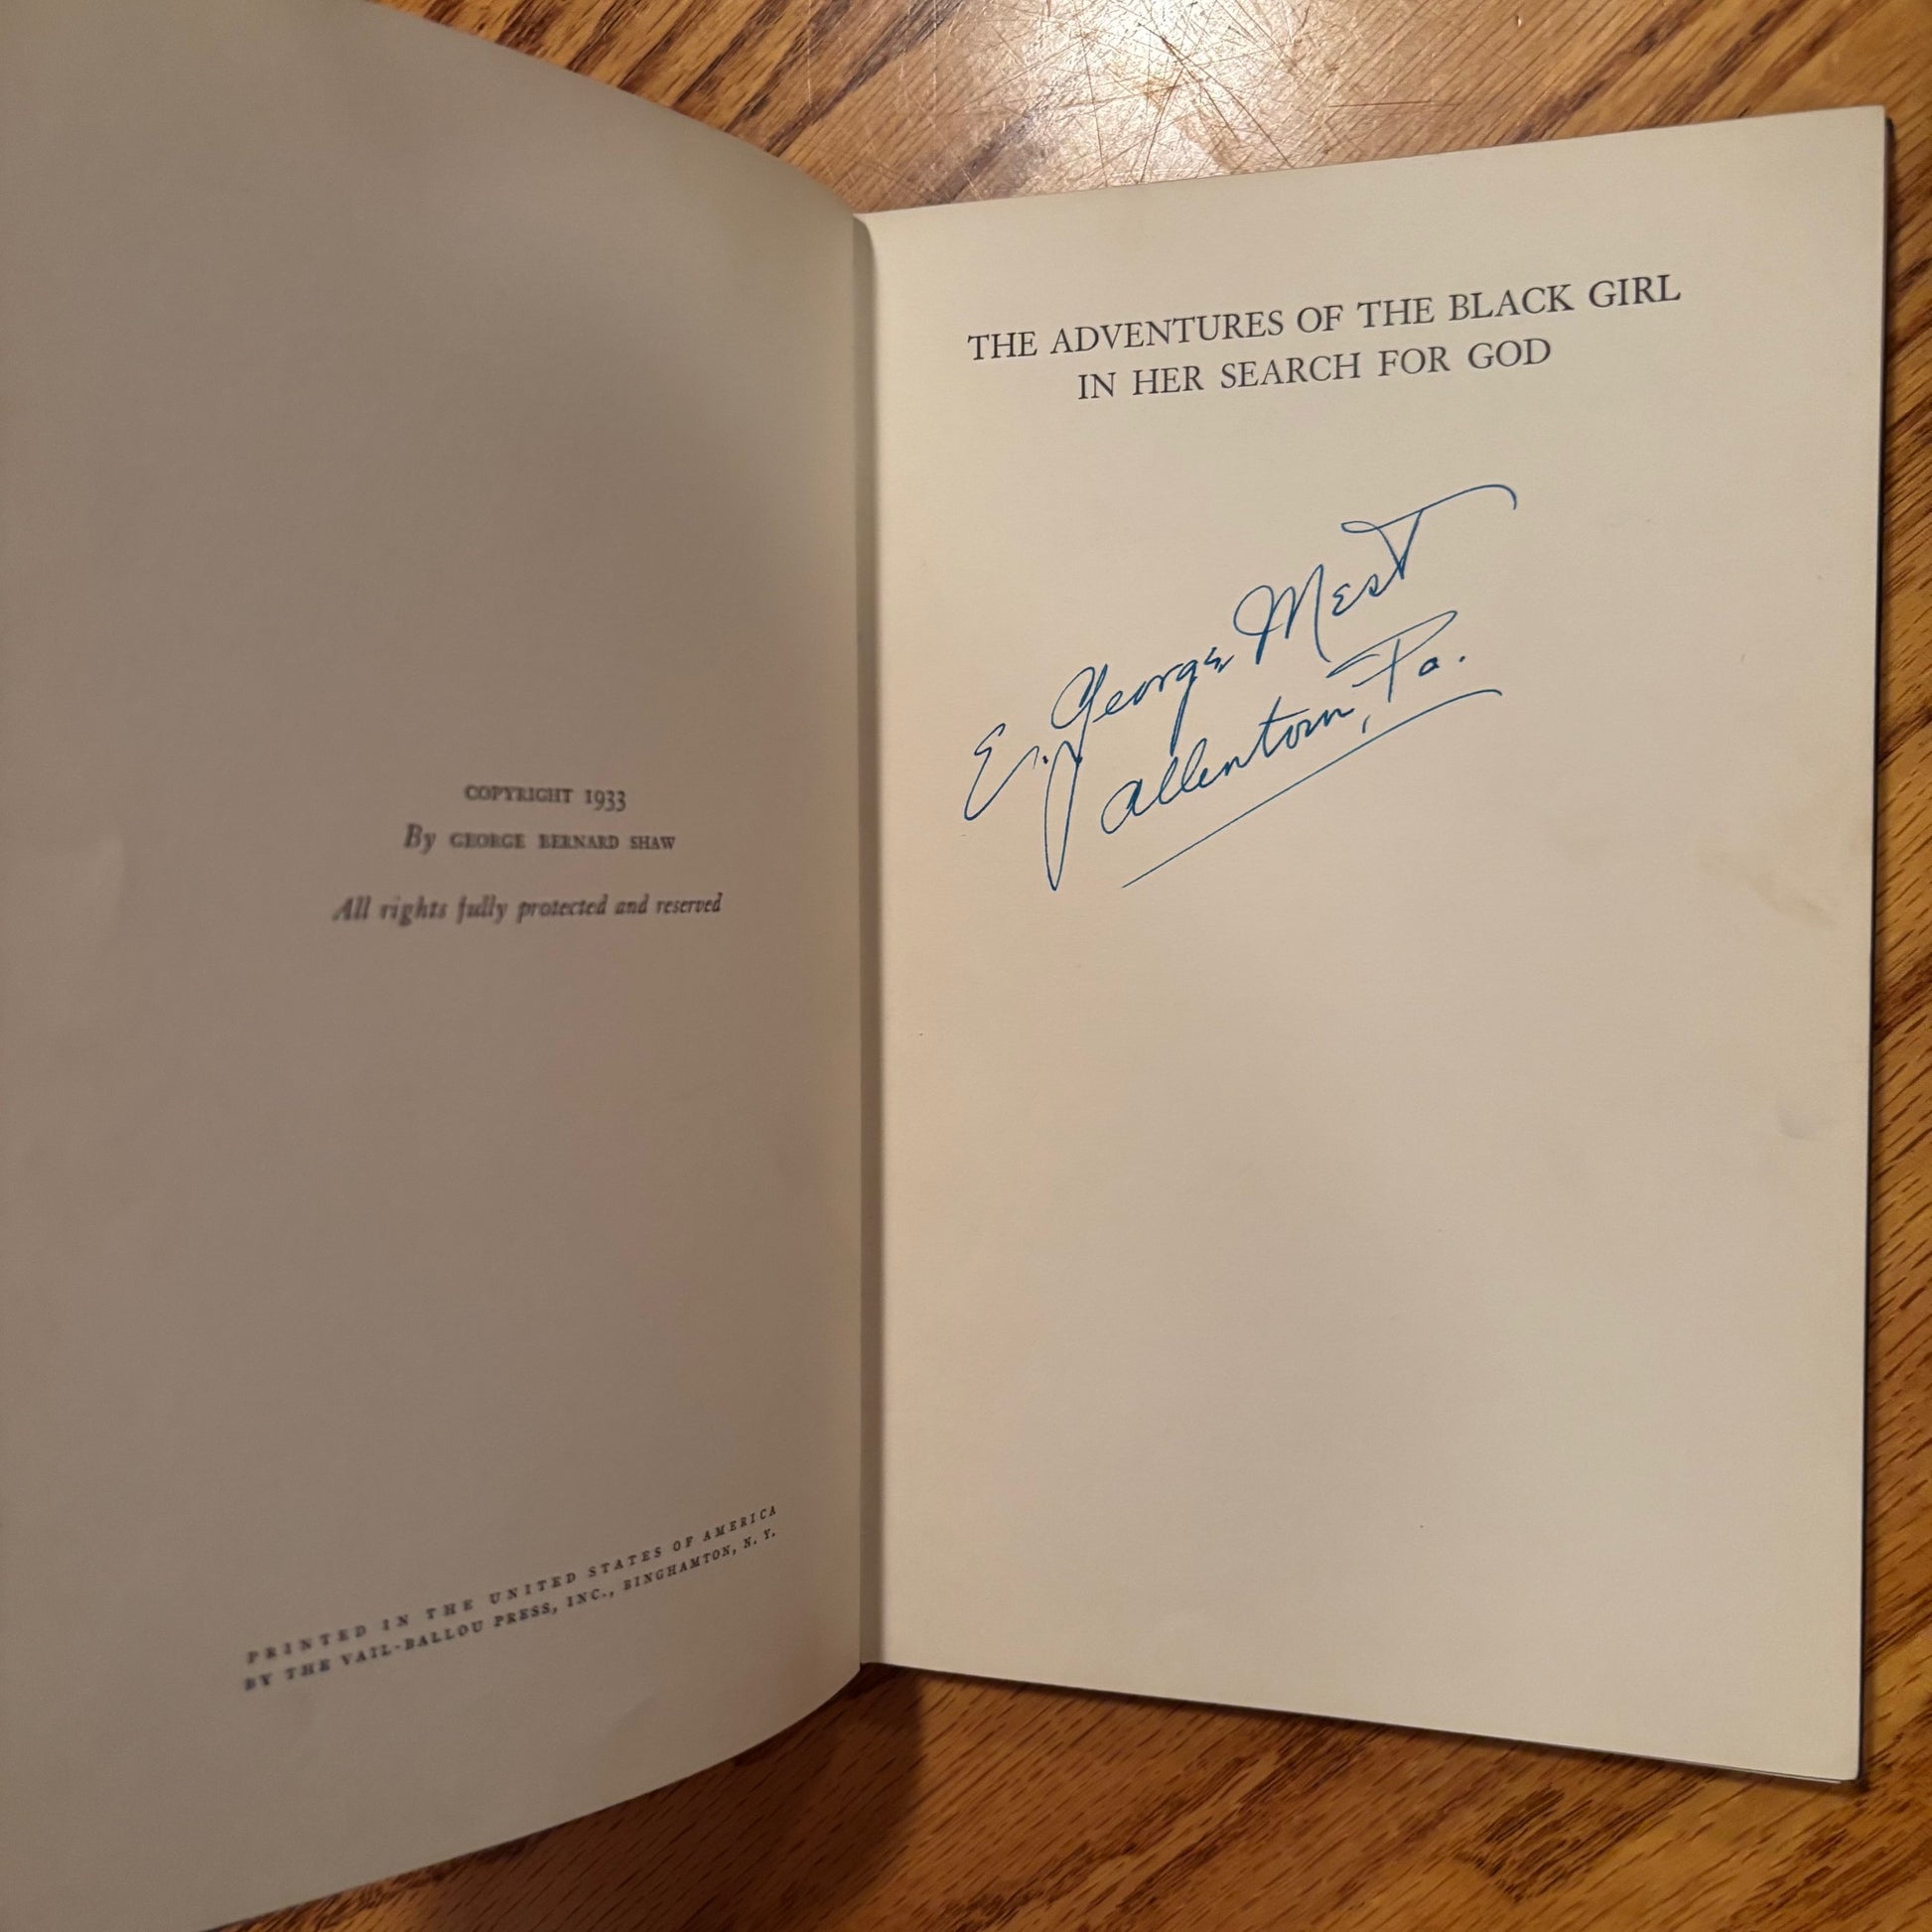 COPYRIGHT 1933
By GEORGE BERNARD SHAW
All rights fully protected and reserved
PRINTED IN THE UNITED STATES OF AMERICA
BY THE VAIL-BALLOU PRESS, INC., BINGHAMTON, N. Y.
THE ADVENTURES OF THE BLACK GIRL
IN HER SEARCH FOR GOD
E. George Mest
Allentown, Pa.